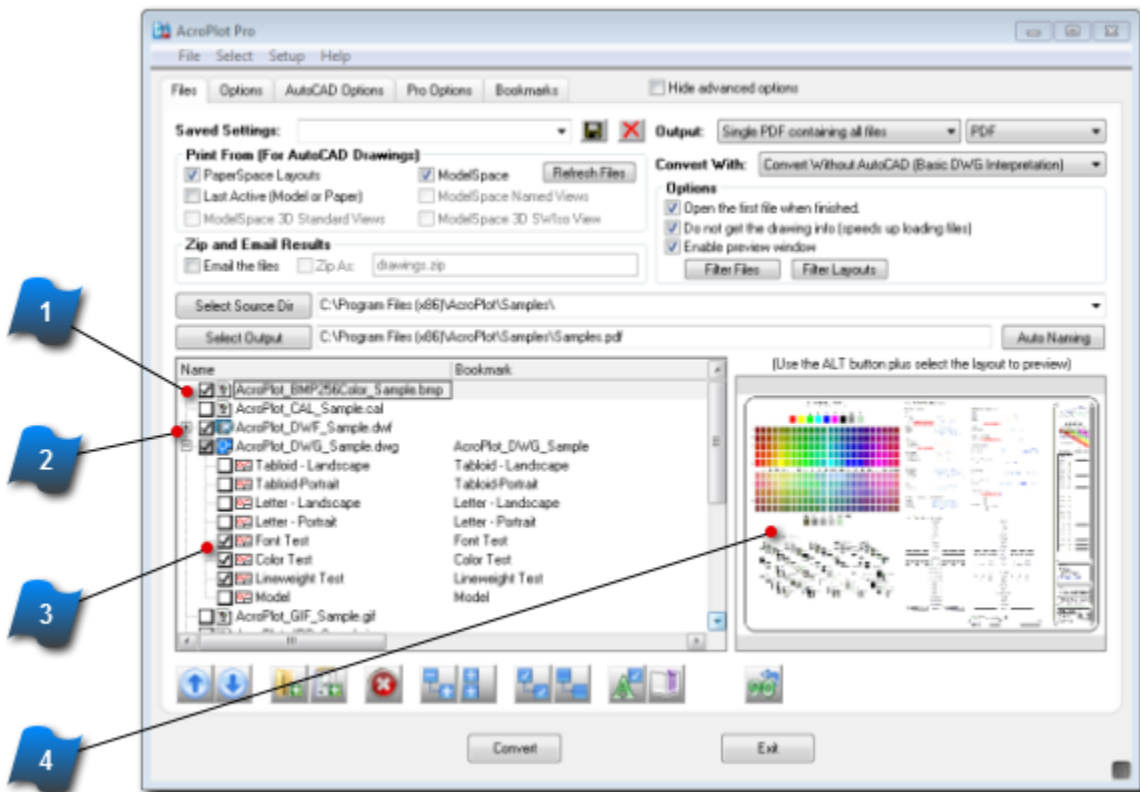 AcroPlot Pro
File Select Setup Help
Files Options AutoCAD Options Pro Options Bookmarks Hide advanced options
Saved Settings: Output: Single PDF containing all files PDF
Print From (For AutoCAD Drawings) Convert With: Convert Without AutoCAD (Basic DWG Interpretation)
PaperSpace Layouts ModelSpace Refresh Files Options
Last Active (Model or Paper) ModelSpace Named Views Open the first file when finished.
ModelSpace 3D Standard Views ModelSpace 3D SWIso View Do not get the drawing info (speeds up loading files)
Zip and Email Results Enable preview window
Email the files Zip As: drawings.zip Filter Files Filter Layouts
1 Select Source Dir C:\Program Files (x86)\AcroPlot\Samples\
Select Output C:\Program Files (x86)\AcroPlot\Samples\Samples.pdf Auto Naming
Name Bookmark (Use the ALT button plus select the layout to preview)
AcroPlot_BMP256Color_Sample.bmp
AcroPlot_CAL_Sample.cal
AcroPlot_DWF_Sample.dwf
2 AcroPlot_DWG_Sample.dwg AcroPlot_DWG_Sample
Tabloid - Landscape Tabloid - Landscape
Tabloid-Portrait Tabloid-Portrait
Letter - Landscape Letter - Landscape
Letter - Portrait Letter - Portrait
Font Test Font Test
Color Test Color Test
Lineweight Test Lineweight Test
3 Model Model
AcroPlot_GIF_Sample.gif
4 Convert Exit